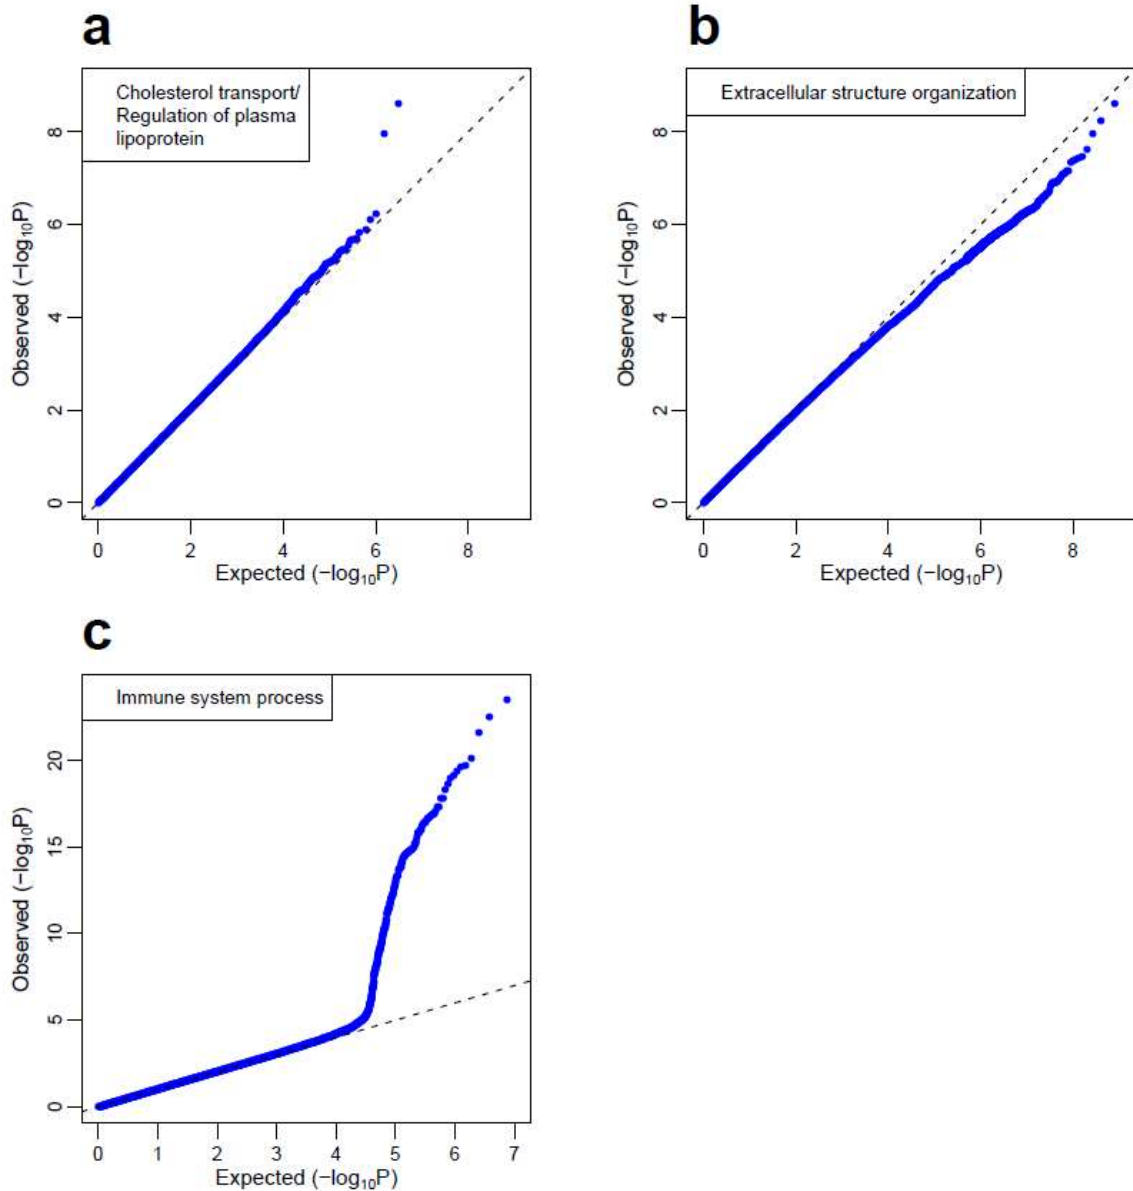 a
Cholesterol transport/
Regulation of plasma
lipoprotein
Observed (−log₁₀P)
8
6
4
2
0
0 2 4 6 8
Expected (−log₁₀P)
b
Extracellular structure organization
Observed (−log₁₀P)
8
6
4
2
0
0 2 4 6 8
Expected (−log₁₀P)
c
Immune system process
Observed (−log₁₀P)
20
15
10
5
0
0 1 2 3 4 5 6 7
Expected (−log₁₀P)